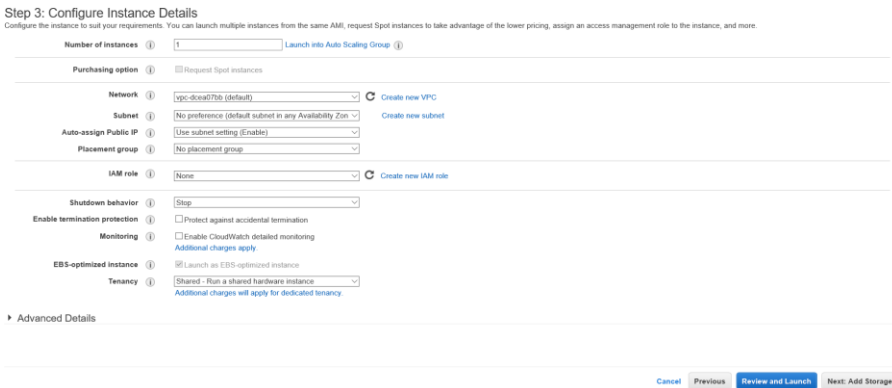 Step 3: Configure Instance Details
Configure the instance to suit your requirements. You can launch multiple instances from the same AMI, request Spot instances to take advantage of the lower pricing, assign an access management role to the instance, and more.
Number of instances 1 Launch into Auto Scaling Group
Purchasing option Request Spot instances
Network vpc-dcea07bb (default) Create new VPC
Subnet No preference (default subnet in any Availability Zon Create new subnet
Auto-assign Public IP Use subnet setting (Enable)
Placement group No placement group
IAM role None Create new IAM role
Shutdown behavior Stop
Enable termination protection Protect against accidental termination
Monitoring Enable CloudWatch detailed monitoring
Additional charges apply.
EBS-optimized instance Launch as EBS-optimized instance
Tenancy Shared - Run a shared hardware instance
Additional charges will apply for dedicated tenancy.
Advanced Details
Cancel Previous Review and Launch Next: Add Storage